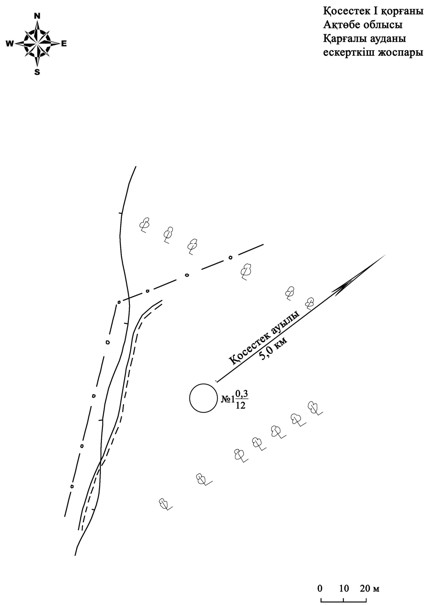 N
W E
S
Қосестек I қорғаны
Ақтөбе облысы
Қарғалы ауданы
ескерткіш жоспары
Қосестек ауылы
5,0 км
№1 0,3
12
0 10 20 м